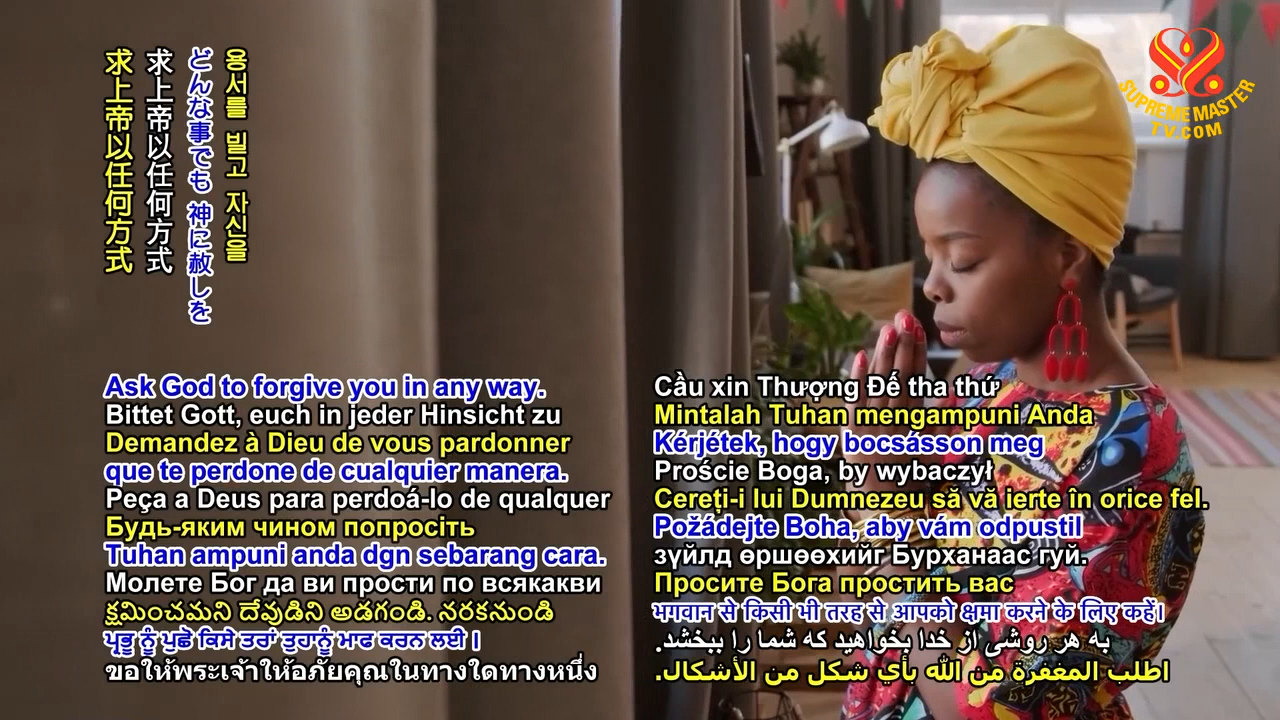 求上帝以任何方式
求上帝以任何方式
どんな事でも 神に赦しを
용서를 빌고 자신을
SUPREME MASTER
TV.COM
Ask God to forgive you in any way.
Bittet Gott, euch in jeder Hinsicht zu
Demandez à Dieu de vous pardonner
que te perdone de cualquier manera.
Peça a Deus para perdoá-lo de qualquer
Будь-яким чином попросіть
Tuhan ampuni anda dgn sebarang cara.
Молете Бог да ви прости по всякакви
క్షమించమని దేవుడిని అడగండి. నరకనుండి
ਪ੍ਰਭੂ ਨੂੰ ਪੁਛੋ ਕਿਸੇ ਤਰਾਂ ਤੁਹਾਨੂੰ ਮਾਫ ਕਰਨ ਲਈ।
ขอให้พระเจ้าให้อภัยคุณในทางใดทางหนึ่ง
Cầu xin Thượng Đế tha thứ
Mintalah Tuhan mengampuni Anda
Kérjétek, hogy bocsásson meg
Proście Boga, by wybaczył
Cereți-i lui Dumnezeu să vă ierte în orice fel.
Požádejte Boha, aby vám odpustil
зүйлд өршөөхийг Бурханаас гуй.
Просите Бога простить вас
भगवान से किसी भी तरह से आपको क्षमा करने के लिए कहें।
به هر روشی از خدا بخواهید که شما را ببخشد.
اطلب المغفرة من الله بأي شكل من الأشكال.